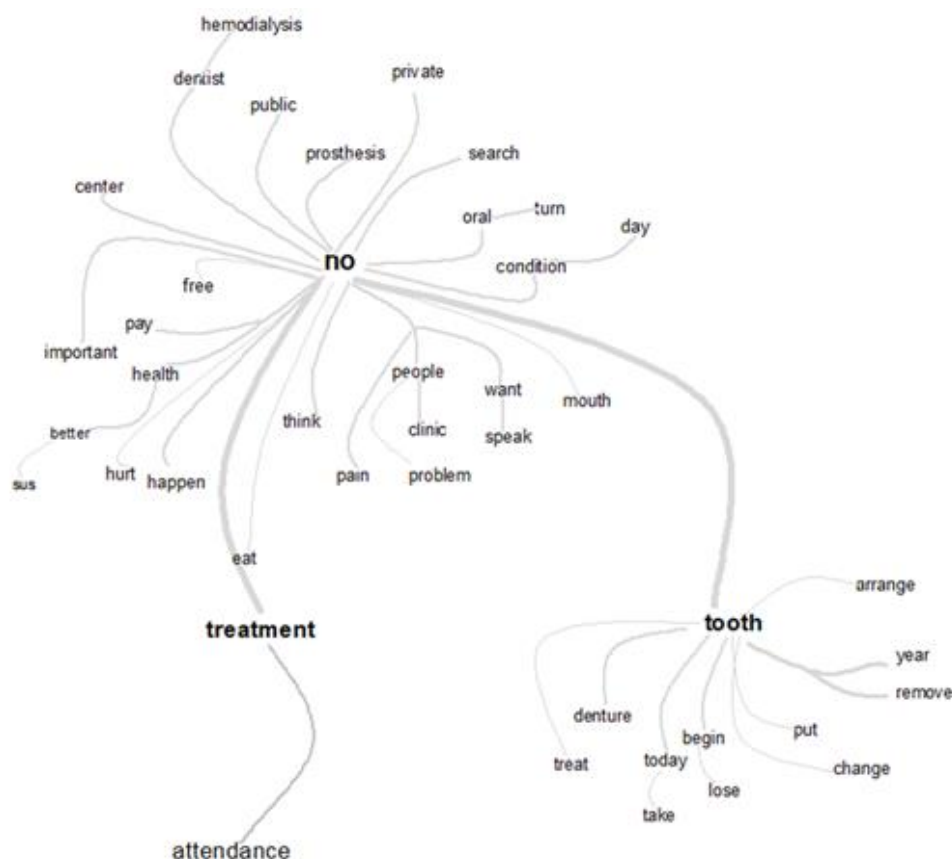 hemodialysis
dentist
private
public
prosthesis
search
center
oral
turn
day
no
condition
free
pay
important
health
people
want
mouth
think
better
clinic
speak
sus
hurt
happen
pain
problem
eat
arrange
treatment
tooth
year
remove
denture
put
begin
treat
today
change
lose
take
attendance